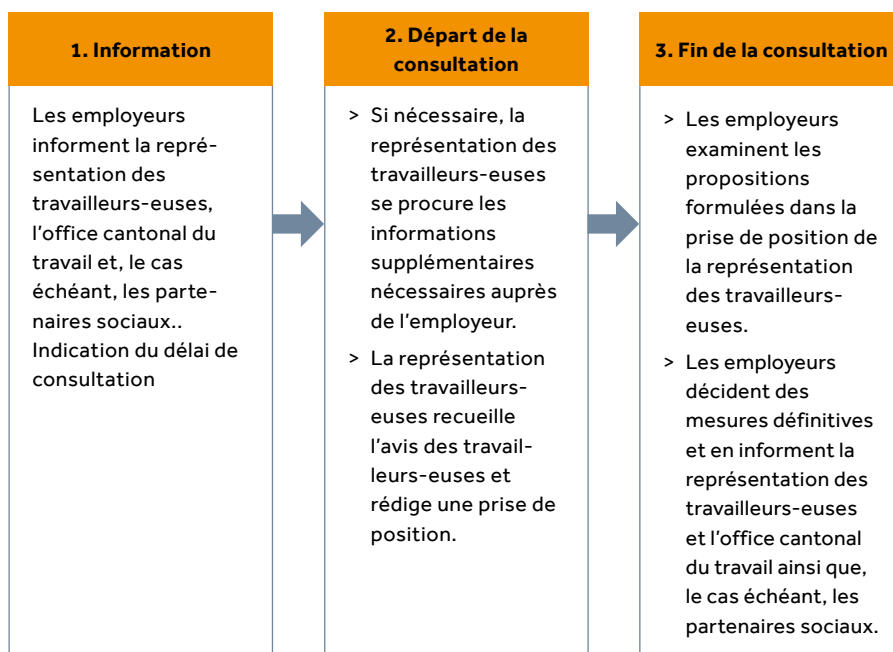 1. Information
Les employeurs
informent la repré-
sentation des
travailleurs-euses,
l'office cantonal du
travail et, le cas
échéant, les parte-
naires sociaux..
Indication du délai de
consultation
2. Départ de la
consultation
> Si nécessaire, la
représentation des
travailleurs-euses
se procure les
informations
supplémentaires
nécessaires auprès
de l'employeur.
> La représentation
des travailleurs-
euses recueille
l'avis des travail-
leurs-euses et
rédige une prise de
position.
3. Fin de la consultation
> Les employeurs
examinent les
propositions
formulées dans la
prise de position de
la représentation
des travailleurs-
euses.
> Les employeurs
décident des
mesures définitives
et en informent la
représentation des
travailleurs-euses
et l'office cantonal
du travail ainsi que,
le cas échéant, les
partenaires sociaux.